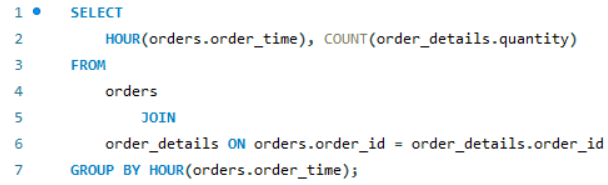 1 SELECT
2 HOUR(orders.order_time), COUNT(order_details.quantity)
3 FROM
4 orders
5 JOIN
6 order_details ON orders.order_id = order_details.order_id
7 GROUP BY HOUR(orders.order_time);